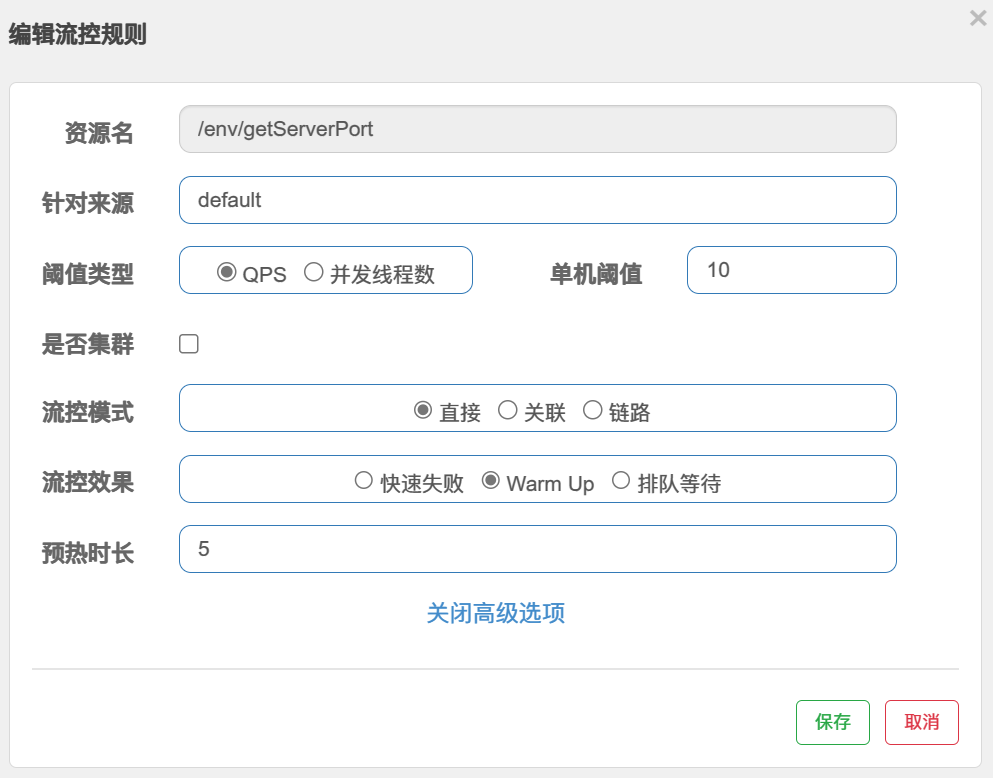 编辑流控规则
×
资源名 /env/getServerPort
针对来源 default
阈值类型 QPS 并发线程数 单机阈值 10
是否集群
流控模式 直接 关联 链路
流控效果 快速失败 Warm Up 排队等待
预热时长 5
关闭高级选项
保存 取消